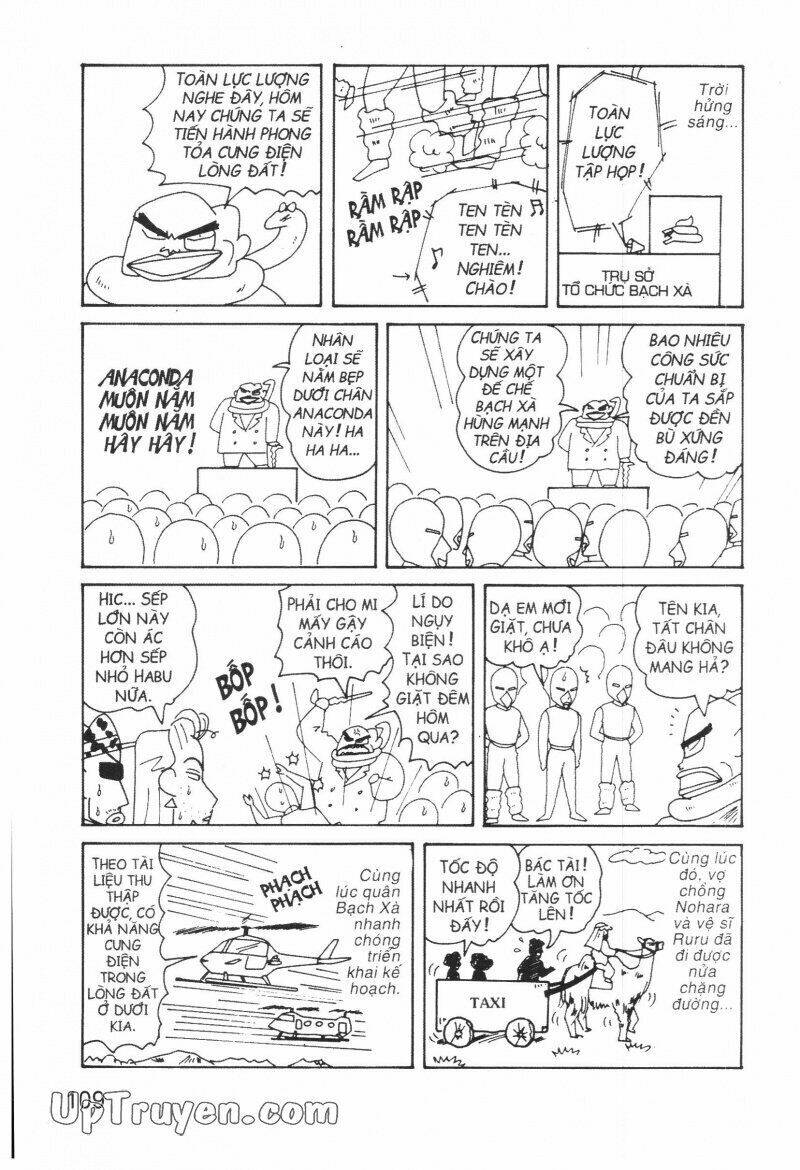 Trời
hửng
sáng...
TOÀN
LỰC
LƯỢNG
TẬP HỌP!
TRỤ SỞ
TỔ CHỨC BẠCH XÀ
RẦM RẬP
RẦM RẬP
TEN TÈN
TEN TÈN
TEN...
NGHIÊM!
CHÀO!
TOÀN LỰC LƯỢNG
NGHE ĐÂY, HÔM
NAY CHÚNG TA SẼ
TIẾN HÀNH PHONG
TỎA CUNG ĐIỆN
LÒNG ĐẤT!
BAO NHIÊU
CÔNG SỨC
CHUẨN BỊ
CỦA TA SẮP
ĐƯỢC ĐỀN
BÙ XỨNG
ĐÁNG!
CHÚNG TA
SẼ XÂY
DỰNG MỘT
ĐẾ CHẾ
BẠCH XÀ
HÙNG MẠNH
TRÊN ĐỊA
CẦU!
NHÂN
LOẠI SẼ
NẰM BẸP
DƯỚI CHÂN
ANACONDA
NÀY! HA
HA HA...
ANACONDA
MUÔN NĂM
MUÔN NĂM
HÂY HÂY!
TÊN KIA,
TẤT CHÂN
ĐÂU KHÔNG
MANG HẢ?
DẠ EM MỚI
GIẶT, CHƯA
KHÔ Ạ!
LÍ DO
NGỤY
BIỆN!
TẠI SAO
KHÔNG
GIẶT ĐÊM
HÔM
QUA?
PHẢI CHO MI
MẤY GẬY
CẢNH CÁO
THÔI.
BỐP
BỐP!
HIC... SẾP
LỚN NÀY
CÒN ÁC
HƠN SẾP
NHỎ HABU
NỮA.
Cùng lúc
đó, vợ
chồng
Nohara
và vệ sĩ
Ruru đã
đi được
nửa
chặng
đường...
BÁC TÀI!
LÀM ƠN
TĂNG TỐC
LÊN!
TỐC ĐỘ
NHANH
NHẤT RỒI
ĐẤY!
TAXI
Cùng
lúc quân
Bạch Xà
nhanh
chóng
triển
khai kế
hoạch.
PHẠCH
PHẠCH
THEO TÀI
LIỆU THU
THẬP
ĐƯỢC, CÓ
KHẢ NĂNG
CUNG
ĐIỆN
TRONG
LÒNG ĐẤT
Ở DƯỚI
KIA.
109
UpTruyen.com